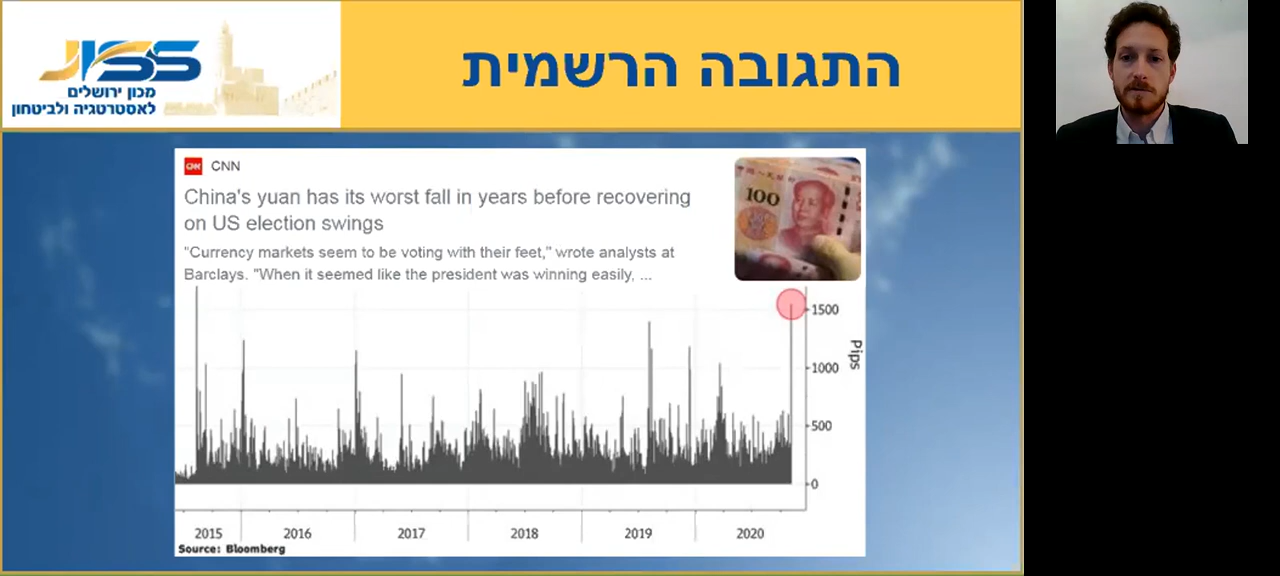 JISS
מכון ירושלים
לאסטרטגיה ולביטחון
התגובה הרשמית
CNN CNN
China's yuan has its worst fall in years before recovering
on US election swings
"Currency markets seem to be voting with their feet," wrote analysts at
Barclays. "When it seemed like the president was winning easily, ...
100
1500
1000
500
0
Pips
2015 2016 2017 2018 2019 2020
Source: Bloomberg